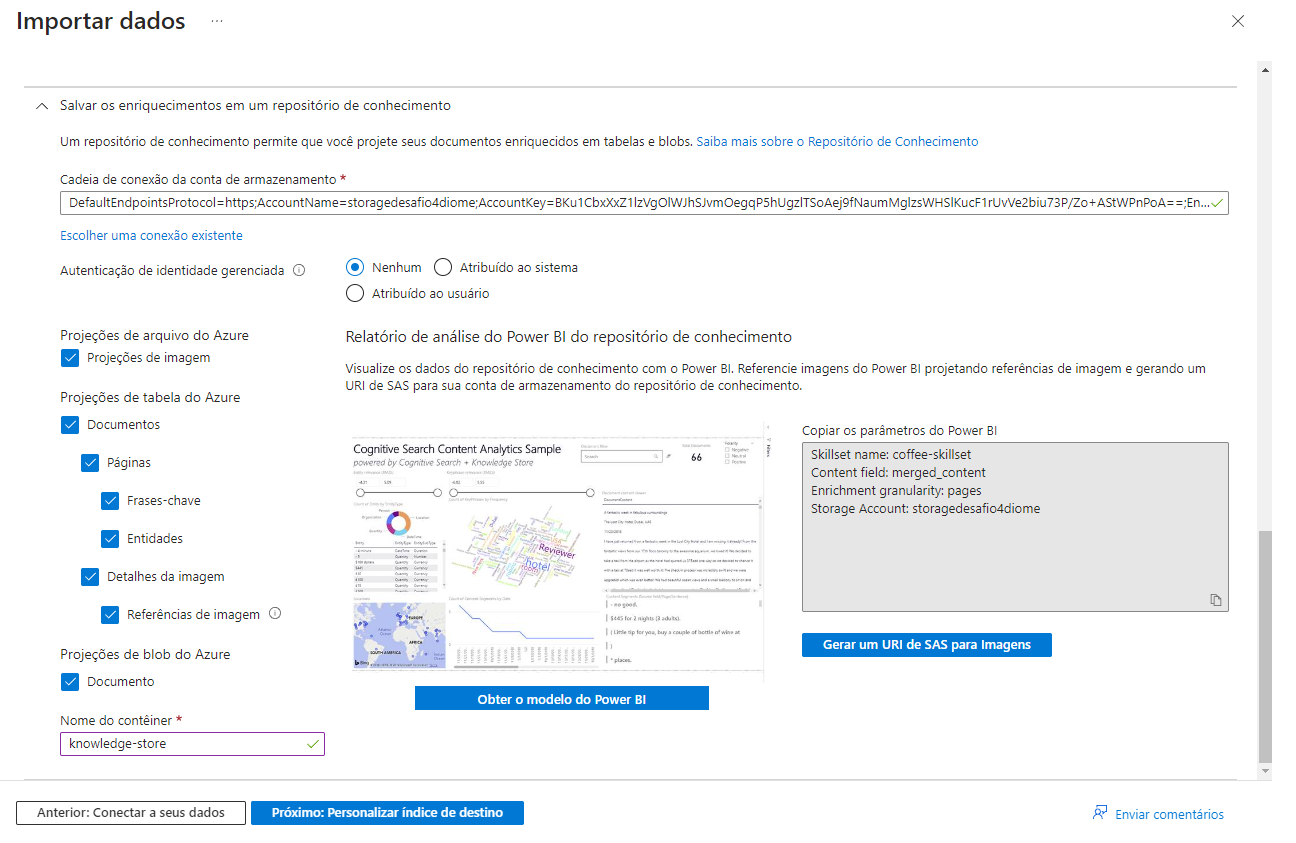 Importar dados ...
Salvar os enriquecimentos em um repositório de conhecimento
Um repositório de conhecimento permite que você projete seus documentos enriquecidos em tabelas e blobs. Saiba mais sobre o Repositório de Conhecimento
Cadeia de conexão da conta de armazenamento *
DefaultEndpointsProtocol=https;AccountName=storagedesafio4diome;AccountKey=
Escolher uma conexão existente
Autenticação de identidade gerenciada
Nenhum
Atribuído ao sistema
Atribuído ao usuário
Projeções de arquivo do Azure
Projeções de imagem
Projeções de tabela do Azure
Documentos
Páginas
Frases-chave
Entidades
Detalhes da imagem
Referências de imagem
Projeções de blob do Azure
Documento
Nome do contêiner *
knowledge-store
Relatório de análise do Power BI do repositório de conhecimento
Visualize os dados do repositório de conhecimento com o Power BI. Referencie imagens do Power BI projetando referências de imagem e gerando um
URI de SAS para sua conta de armazenamento do repositório de conhecimento.
Cognitive Search Content Analytics Sample
powered by Cognitive Search + Knowledge Store
66
Reviewer
hotel
EUROPE
AFRICA
SOUTH AMERICA
- no good,
$445 for 2 nights (3 adults).
( Little tip for you, buy a couple of bottle of wine at
)
* places.
Obter o modelo do Power BI
Copiar os parâmetros do Power BI
Skillset name: coffee-skillset
Content field: merged_content
Enrichment granularity: pages
Storage Account: storagedesafio4diome
Gerar um URI de SAS para Imagens
Anterior: Conectar a seus dados
Próximo: Personalizar índice de destino
Enviar comentários